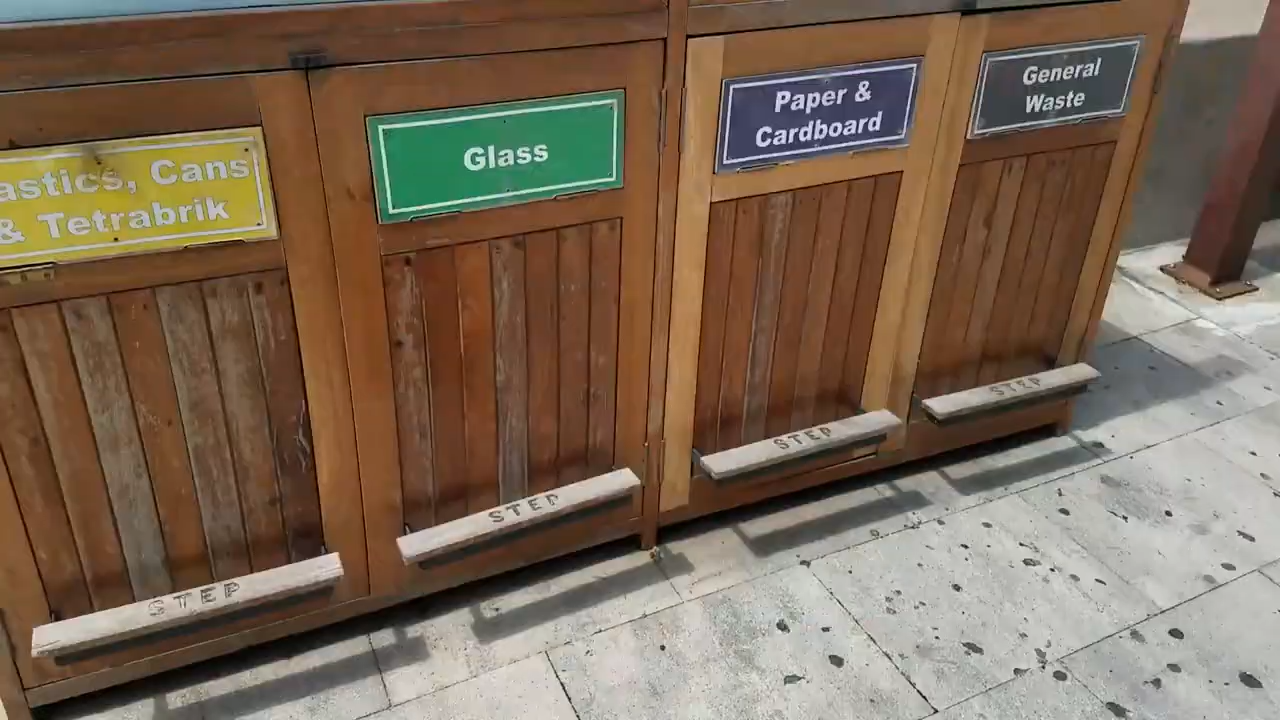 astics, Cans
& Tetrabrik
Glass
Paper &
Cardboard
General
Waste
STEP
STEP
STEP
STEP